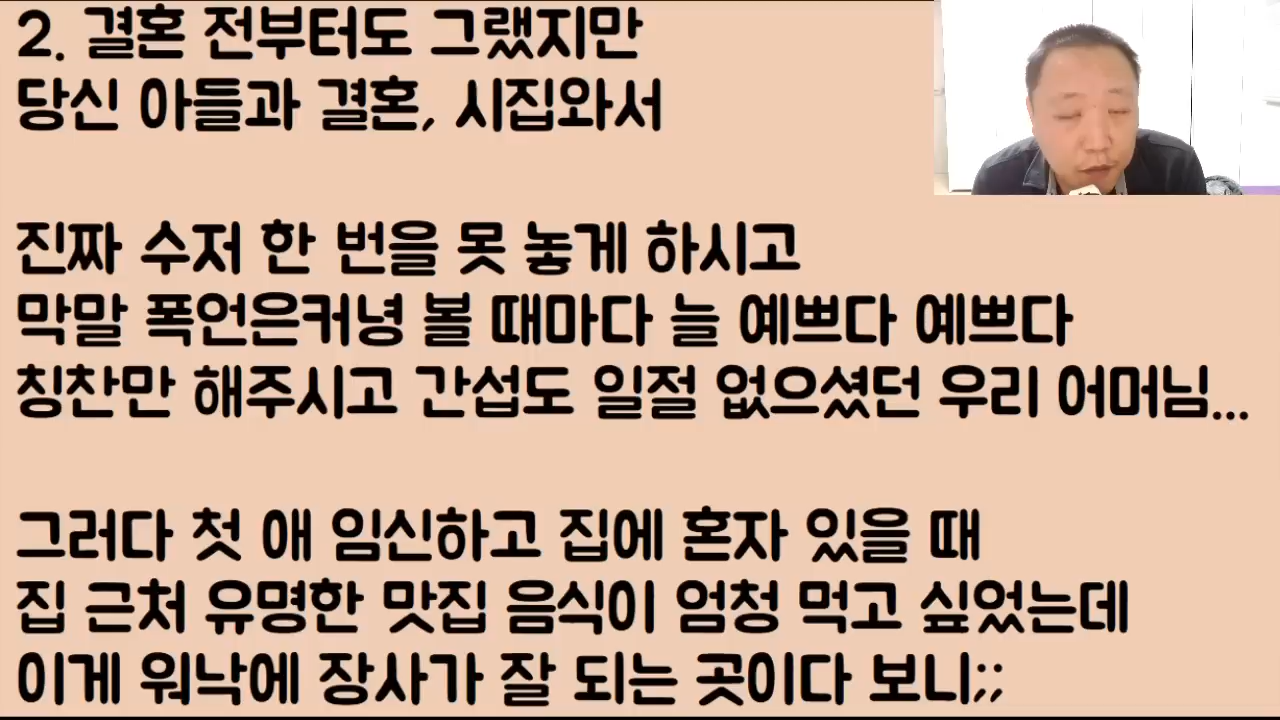 2. 결혼 전부터도 그랬지만
당신 아들과 결혼, 시집와서
진짜 수저 한 번을 못 놓게 하시고
막말 폭언은커녕 볼 때마다 늘 예쁘다 예쁘다
칭찬만 해주시고 간섭도 일절 없으셨던 우리 어머님...
그러다 첫 애 임신하고 집에 혼자 있을 때
집 근처 유명한 맛집 음식이 엄청 먹고 싶었는데
이게 워낙에 장사가 잘 되는 곳이다 보니;;